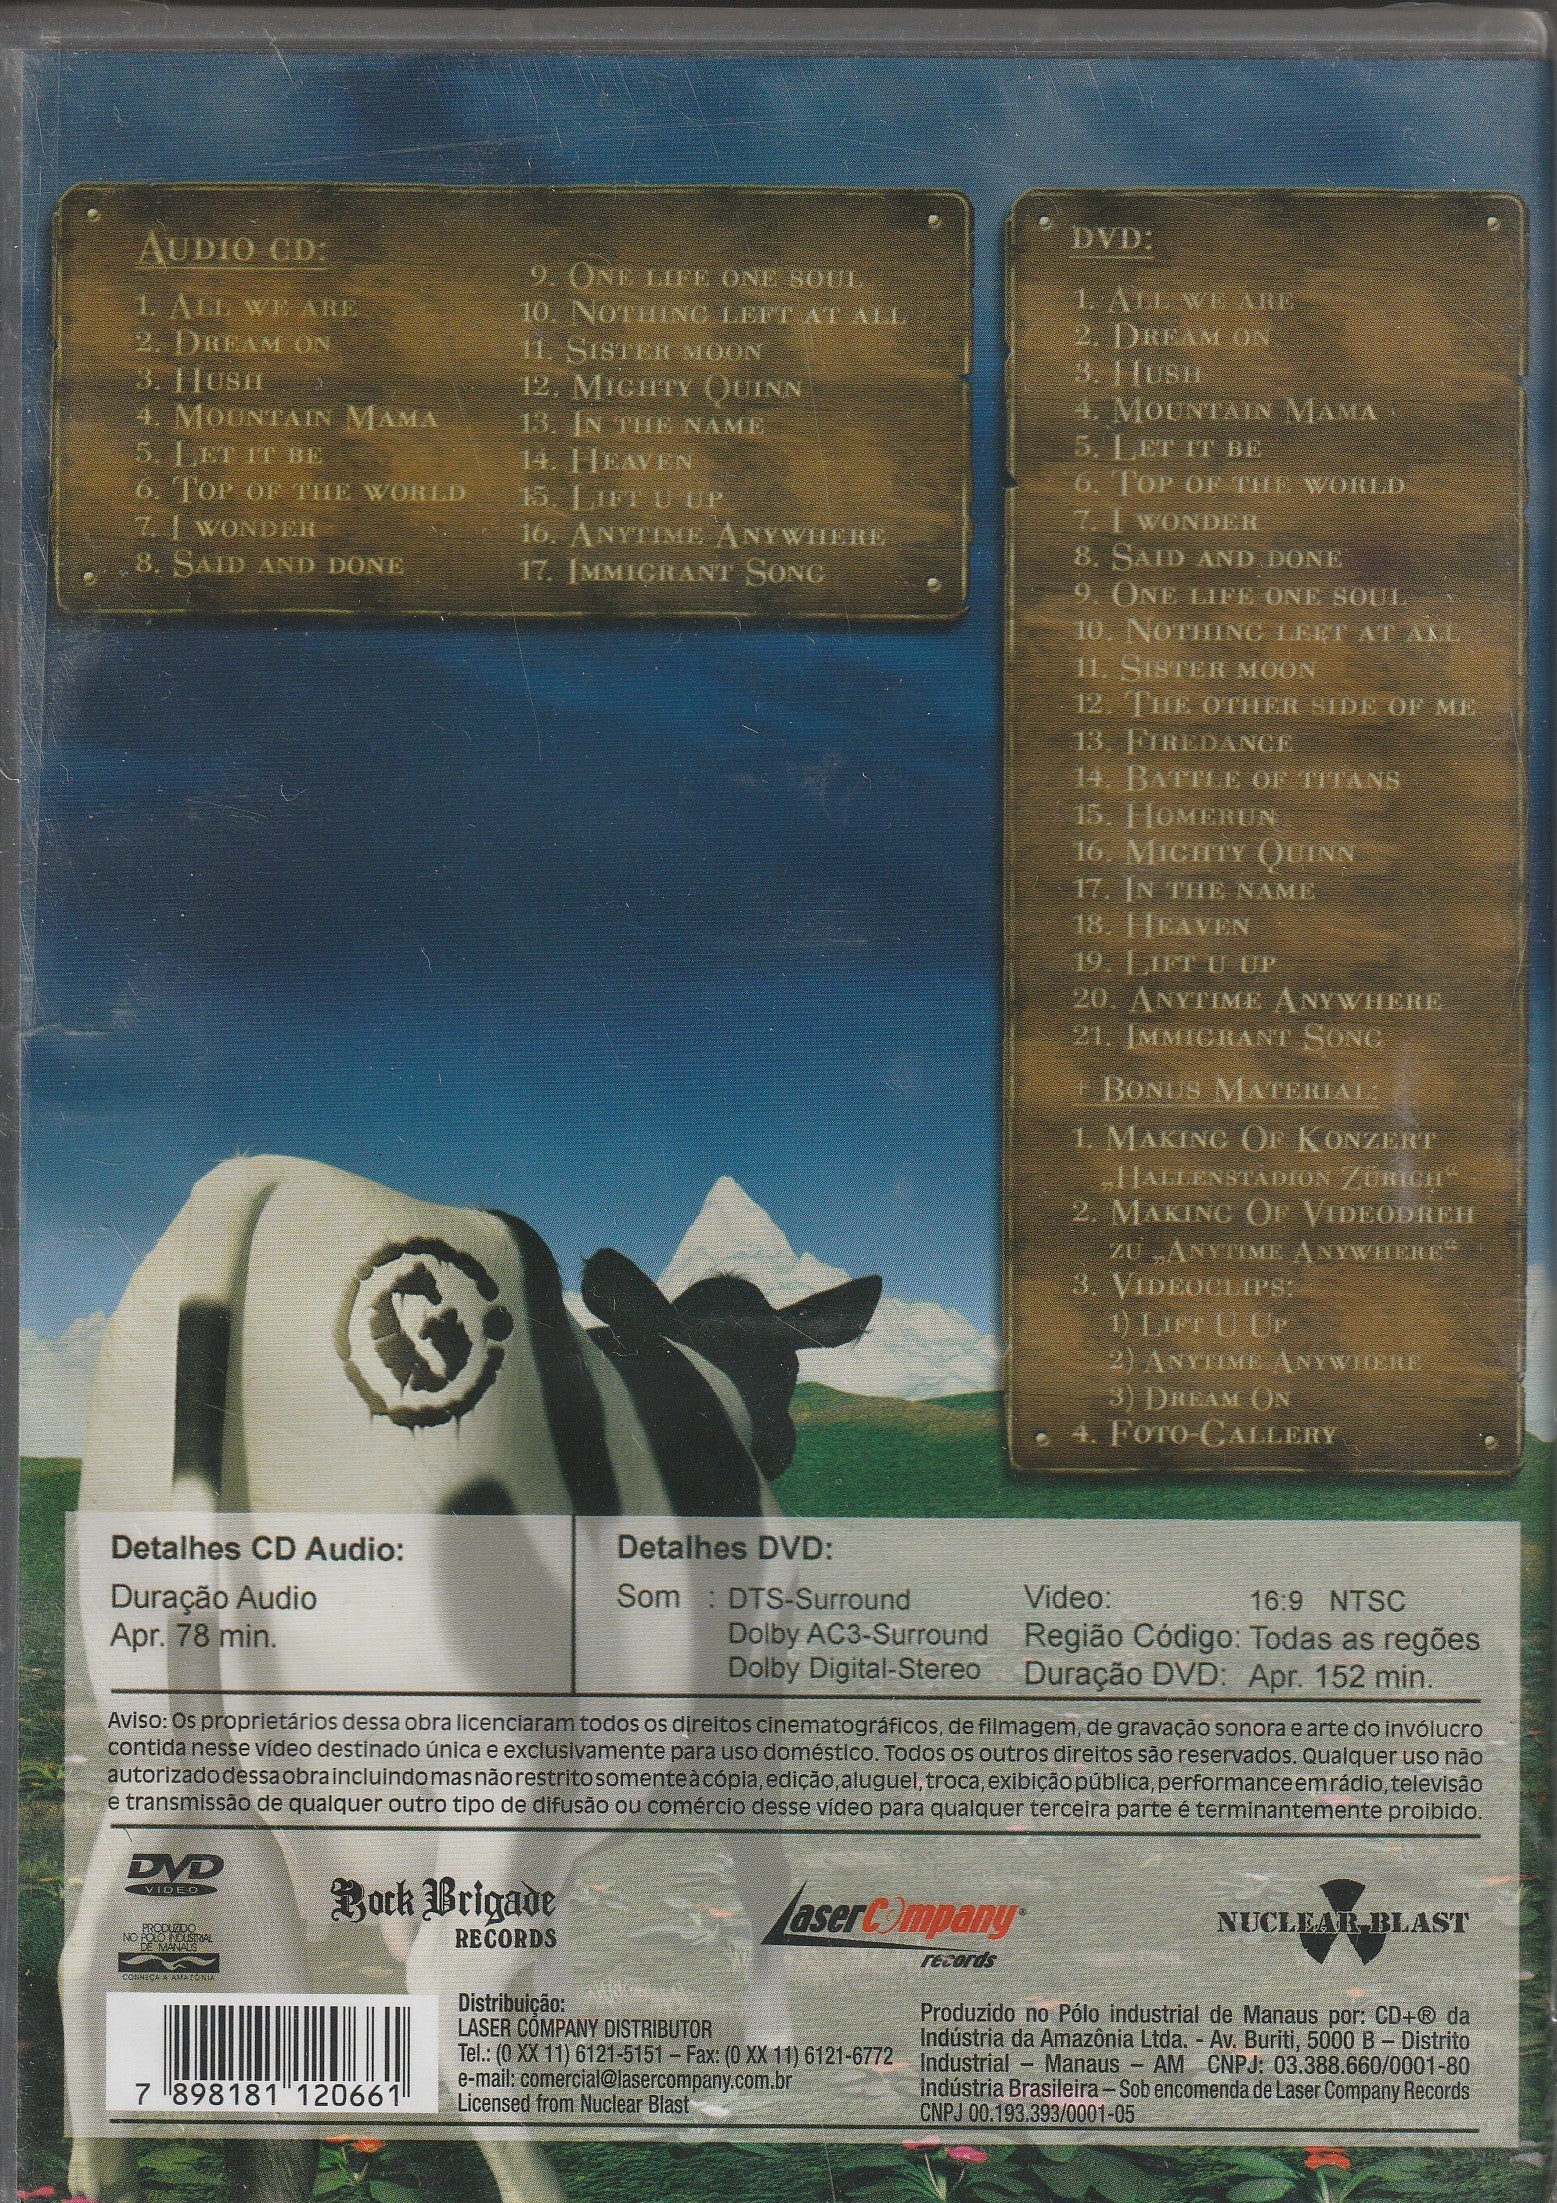 AUDIO CD:
1. ALL WE ARE
2. DREAM ON
3. HUSH
4. MOUNTAIN MAMA
5. LET IT BE
6. TOP OF THE WORLD
7. I WONDER
8. SAID AND DONE
9. ONE LIFE ONE SOUL
10. NOTHING LEFT AT ALL
11. SISTER MOON
12. MIGHTY QUINN
13. IN THE NAME
14. HEAVEN
15. LIFT U UP
16. ANYTIME ANYWHERE
17. IMMIGRANT SONG
DVD:
1. ALL WE ARE
2. DREAM ON
3. HUSH
4. MOUNTAIN MAMA
5. LET IT BE
6. TOP OF THE WORLD
7. I WONDER
8. SAID AND DONE
9. ONE LIFE ONE SOUL
10. NOTHING LEFT AT ALL
11. SISTER MOON
12. THE OTHER SIDE OF ME
13. FIREDANCE
14. BATTLE OF TITANS
15. HOMERUN
16. MIGHTY QUINN
17. IN THE NAME
18. HEAVEN
19. LIFT U UP
20. ANYTIME ANYWHERE
21. IMMIGRANT SONG
+ BONUS MATERIAL:
1. MAKING OF KONZERT
„HALLENSTADION ZÜRICH“
2. MAKING OF VIDEODREH
ZU „ANYTIME ANYWHERE“
3. VIDEOCLIPS:
1) LIFT U UP
2) ANYTIME ANYWHERE
3) DREAM ON
4. FOTO-GALLERY
Detalhes CD Audio:
Duração Audio
Apr. 78 min.
Detalhes DVD:
Som : DTS-Surround
Dolby AC3-Surround
Dolby Digital-Stereo
Video: 16:9 NTSC
Região Código: Todas as regões
Duração DVD: Apr. 152 min.
Aviso: Os proprietários dessa obra licenciaram todos os direitos cinematográficos, de filmagem, de gravação sonora e arte do invólucro
contida nesse vídeo destinado única e exclusivamente para uso doméstico. Todos os outros direitos são reservados. Qualquer uso não
autorizado dessa obra incluindo mas não restrito somente à cópia, edição, aluguel, troca, exibição pública, performance em rádio, televisão
e transmissão de qualquer outro tipo de difusão ou comércio desse vídeo para qualquer terceira parte é terminantemente proibido.
DVD
VIDEO
PRODUZIDO
NO PÓLO INDUSTRIAL
DE MANAUS
CONHEÇA A AMAZÔNIA
Rock Brigade
RECORDS
LaserCompany®
records
NUCLEAR BLAST
7 898181 120661
Distribuição:
LASER COMPANY DISTRIBUTOR
Tel.: (0 XX 11) 6121-5151 – Fax: (0 XX 11) 6121-6772
e-mail: comercial@lasercompany.com.br
Licensed from Nuclear Blast
Produzido no Pólo industrial de Manaus por: CD+® da
Indústria da Amazônia Ltda. - Av. Buriti, 5000 B – Distrito
Industrial – Manaus – AM CNPJ: 03.388.660/0001-80
Indústria Brasileira – Sob encomenda de Laser Company Records
CNPJ 00.193.393/0001-05